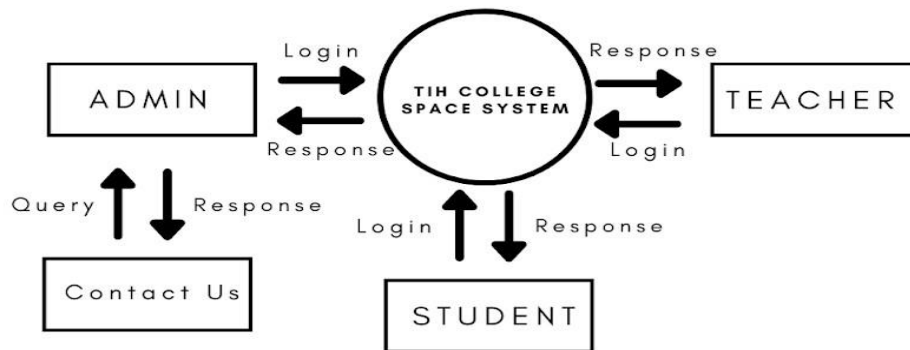 Login
Response
ADMIN
TIH COLLEGE
SPACE SYSTEM
TEACHER
Response
Login
Query
Response
Login
Response
Contact Us
STUDENT